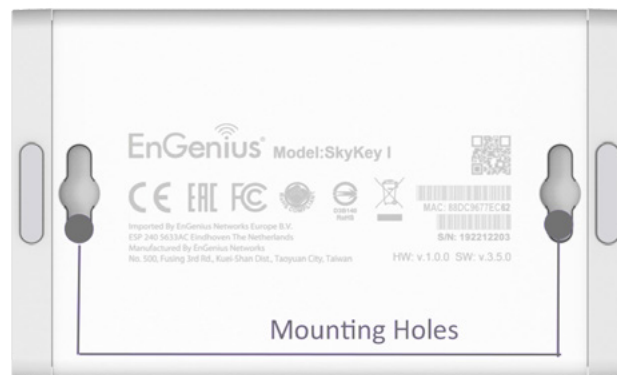 EnGenius® Model:SkyKey I
CE EAC FC
RoHS
MAC: 88DC9677EC62
S/N: 192212203
Imported By EnGenius Networks Europe B.V.
ESP 240 5633AC Eindhoven The Netherlands
Manufactured By EnGenius Networks
No. 500, Fusing 3rd Rd., Kuei-Shan Dist., Taoyuan City, Taiwan
HW: v.1.0.0 SW: v.3.5.0
Mounting Holes